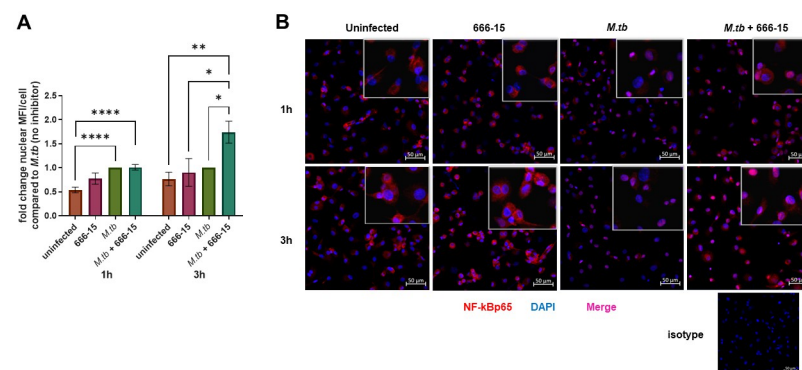 A
B
fold change nuclear MFI/cell
compared to M.tb (no inhibitor)
2.5
2.0
1.5
1.0
0.5
0.0
****
****
**
*
*
uninfected
666-15
M.tb
M.tb + 666-15
1h
uninfected
666-15
M.tb
M.tb + 666-15
3h
Uninfected
666-15
M.tb
M.tb + 666-15
1h
50 µm
50 µm
50 µm
50 µm
3h
50 µm
50 µm
50 µm
50 µm
NF-kBp65 DAPI Merge
isotype